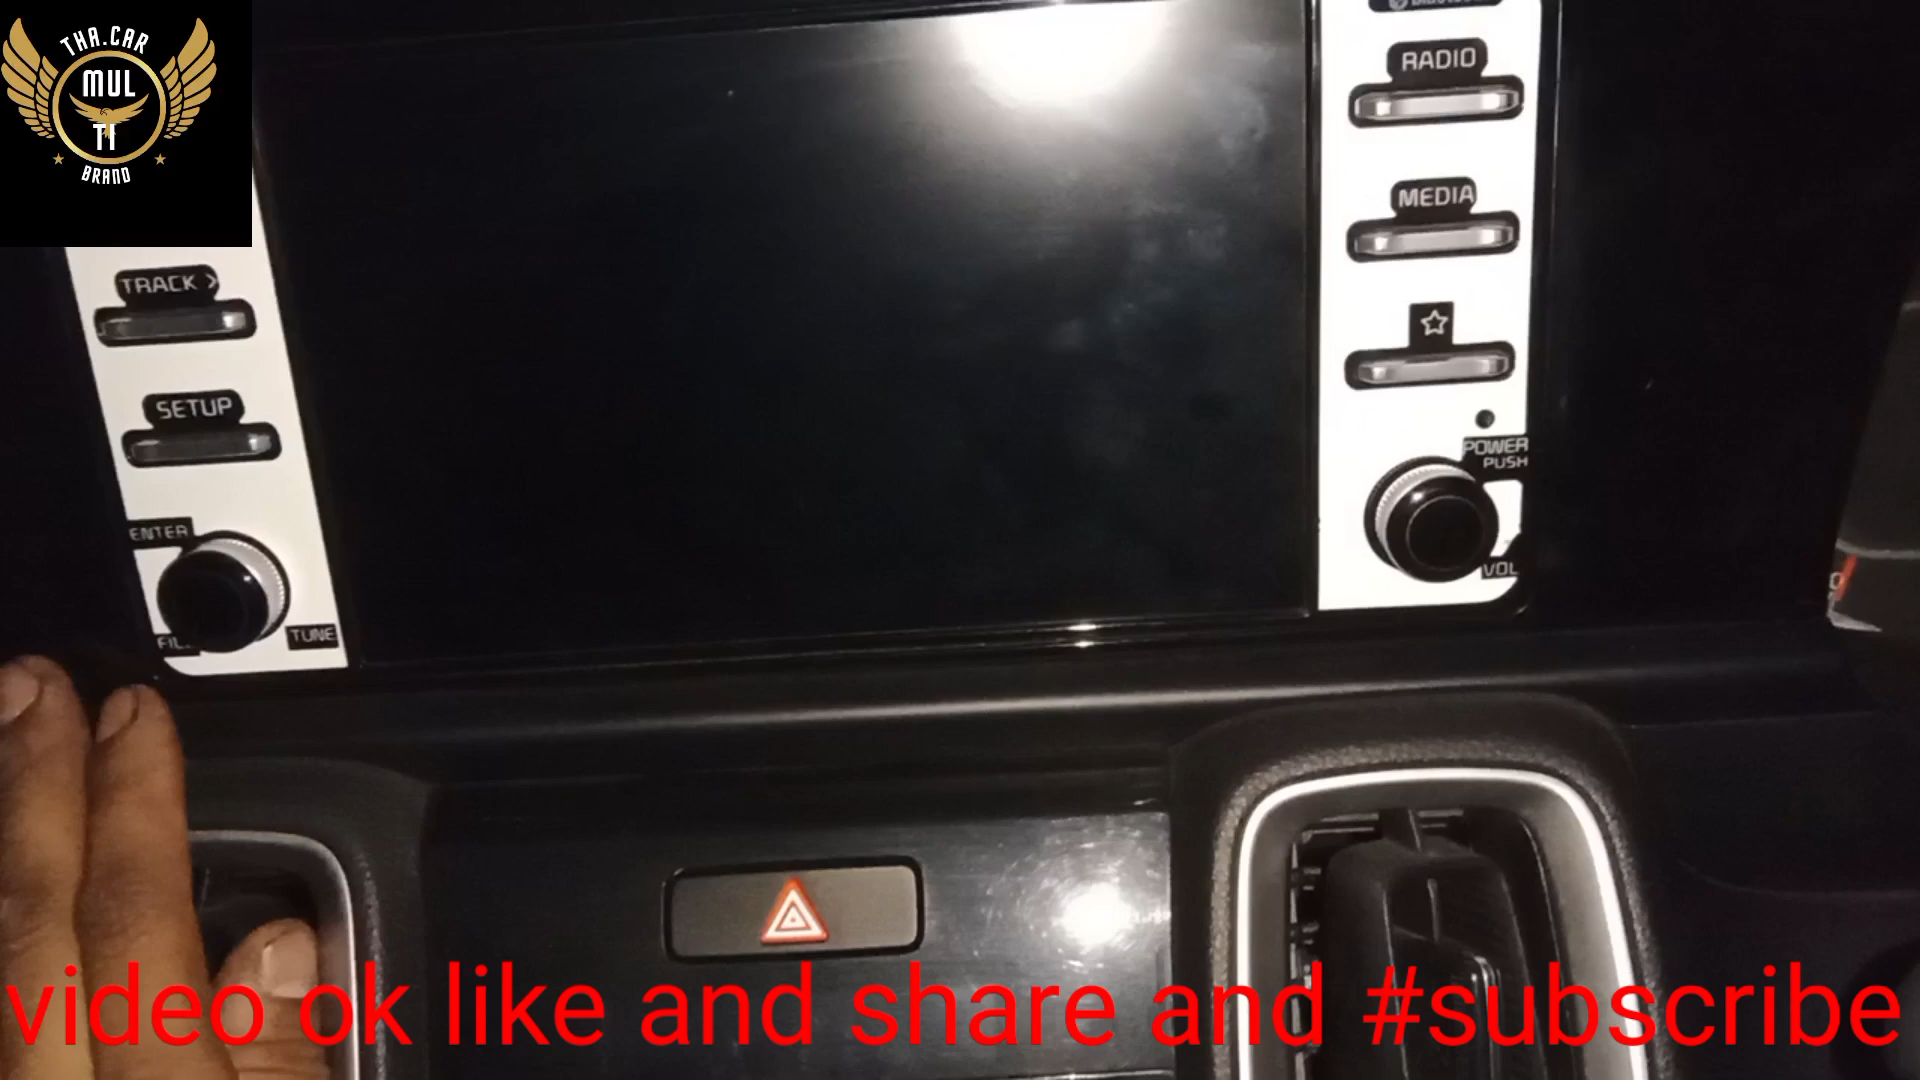 THA.CAR
MUL
TI
BRAND
RADIO
MEDIA
TRACK >
SETUP
ENTER
TUNE
POWER
PUSH
VOL
video ok like and share and #subscribe